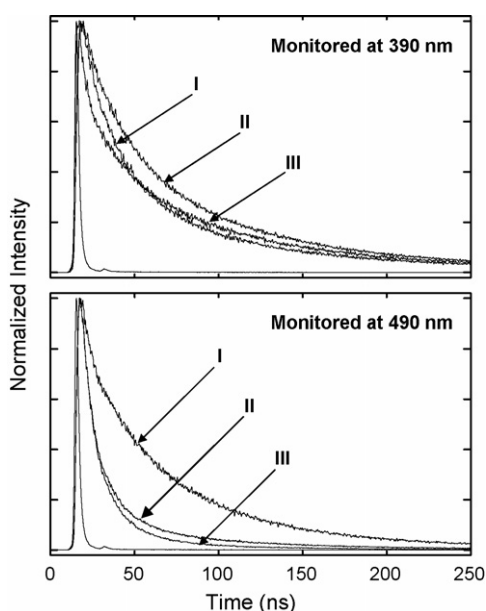 Monitored at 390 nm
I
II
III
Normalized Intensity
Monitored at 490 nm
I
II
III
0 50 100 150 200 250
Time (ns)